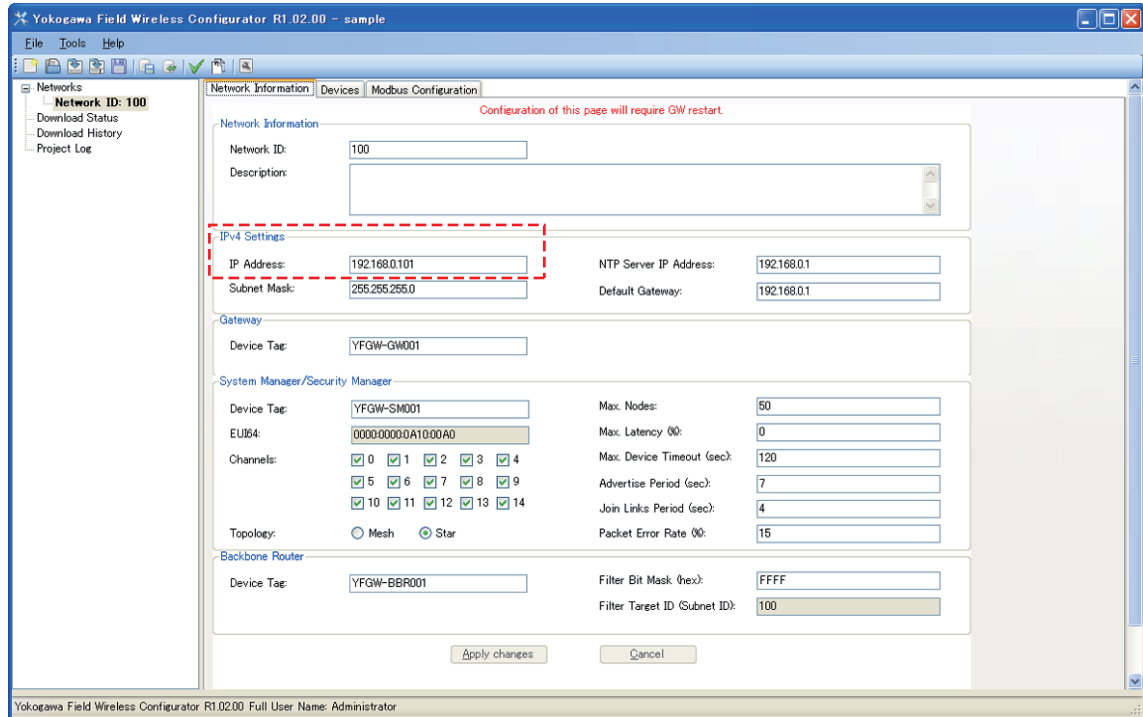 Yokogawa Field Wireless Configurator R1.02.00 - sample
File Tools Help
Networks
Network ID: 100
Download Status
Download History
Project Log
Network Information Devices Modbus Configuration
Configuration of this page will require GW restart.
Network Information
Network ID: 100
Description:
IPv4 Settings
IP Address: 192.168.0.101 NTP Server IP Address: 192.168.0.1
Subnet Mask: 255.255.255.0 Default Gateway: 192.168.0.1
Gateway
Device Tag: YFGW-GW001
System Manager/Security Manager
Device Tag: YFGW-SM001 Max. Nodes: 50
EUI64: 0000:0000:0A10:00A0 Max. Latency (%): 0
Channels: 0 1 2 3 4 Max. Device Timeout (sec): 120
5 6 7 8 9 Advertise Period (sec): 7
10 11 12 13 14 Join Links Period (sec): 4
Topology: Mesh Star Packet Error Rate (%): 15
Backbone Router
Device Tag: YFGW-BBR001 Filter Bit Mask (hex): FFFF
Filter Target ID (Subnet ID): 100
Apply changes Cancel
Yokogawa Field Wireless Configurator R1.02.00 Full User Name: Administrator